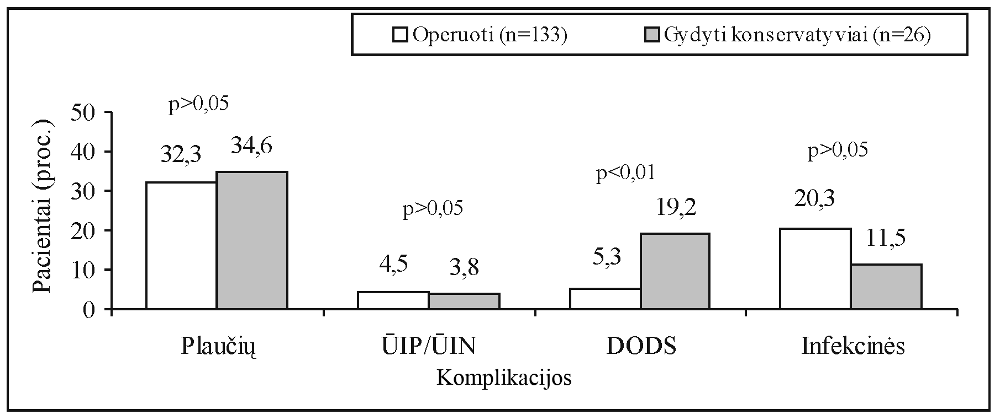 Operuoti (n=133) Gydyti konservatyviai (n=26)
Pacientai (proc.)
50
40
30
20
10
0
p>0,05
32,3 34,6
p>0,05
4,5 3,8
p<0,01
5,3 19,2
p>0,05
20,3 11,5
Plaučių ŪIP/ŪIN DODS Infekcinės
Komplikacijos